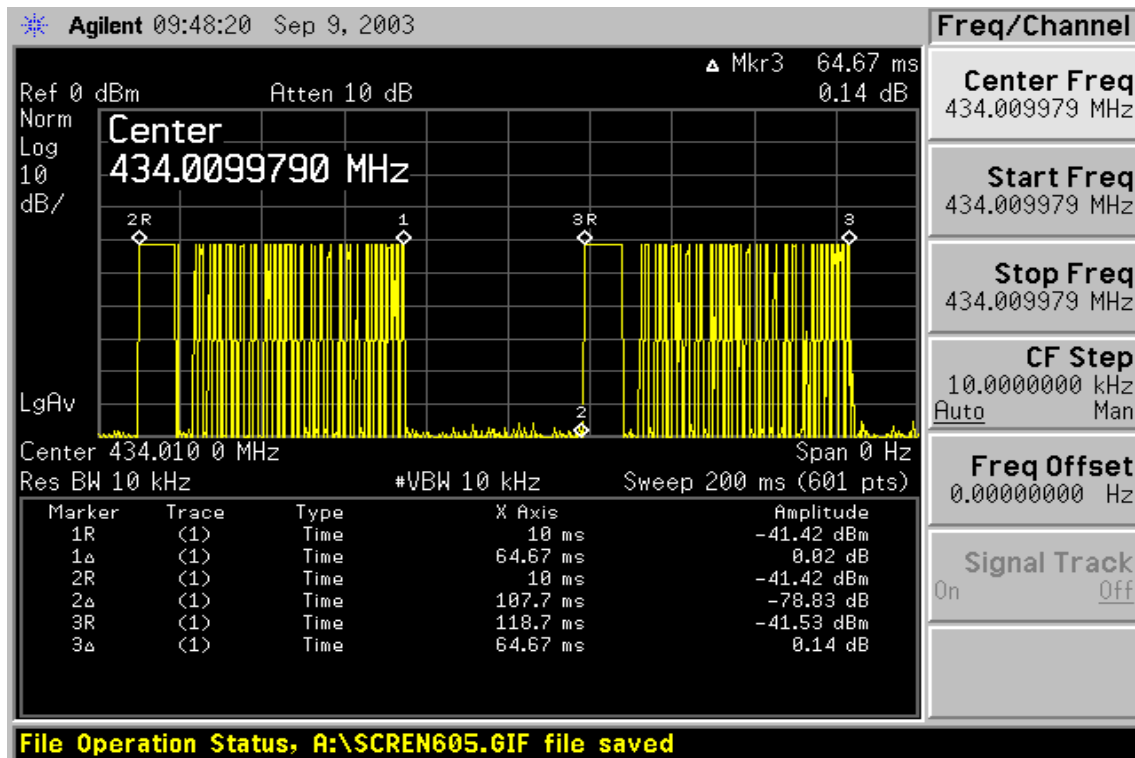 Agilent 09:48:20 Sep 9, 2003
Freq/Channel
Δ Mkr3 64.67 ms
Ref 0 dBm Atten 10 dB 0.14 dB
Norm
Log
10
dB/
Center
434.0099790 MHz
2R 1 3R 3
LgAv
2
Center 434.010 0 MHz Span 0 Hz
Res BW 10 kHz #VBW 10 kHz Sweep 200 ms (601 pts)
Marker Trace Type X Axis Amplitude
1R (1) Time 10 ms -41.42 dBm
1Δ (1) Time 64.67 ms 0.02 dB
2R (1) Time 10 ms -41.42 dBm
2Δ (1) Time 107.7 ms -78.83 dB
3R (1) Time 118.7 ms -41.53 dBm
3Δ (1) Time 64.67 ms 0.14 dB
Center Freq
434.009979 MHz
Start Freq
434.009979 MHz
Stop Freq
434.009979 MHz
CF Step
10.0000000 kHz
Auto Man
Freq Offset
0.00000000 Hz
Signal Track
On Off
File Operation Status, A:\SCREN605.GIF file saved